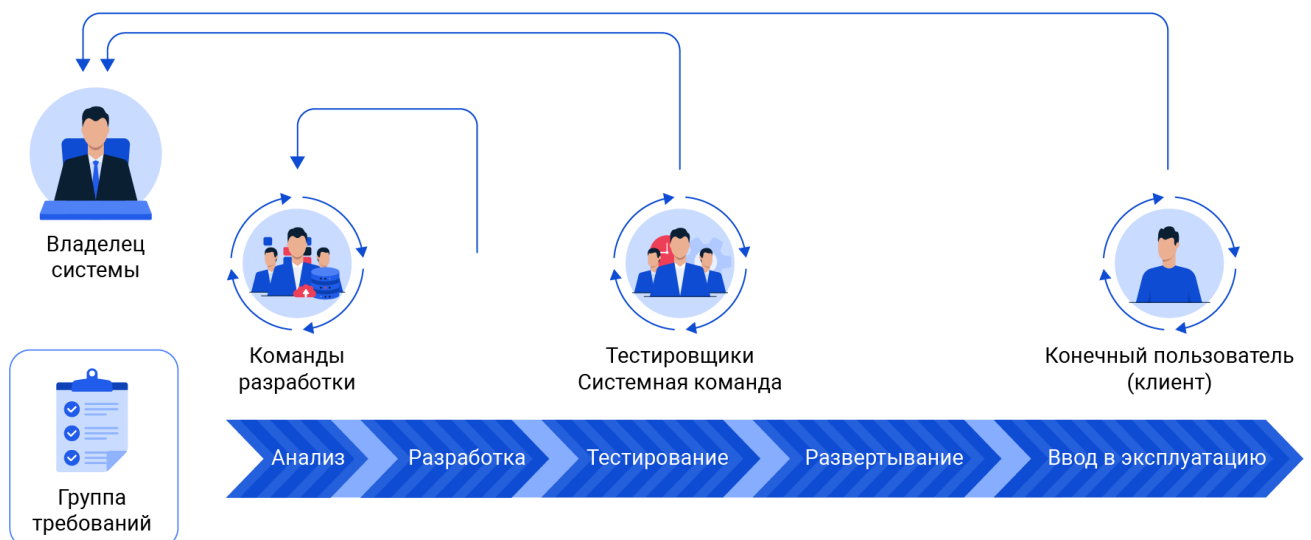 Владелец
системы
Команды
разработки
Тестировщики
Системная команда
Конечный пользователь
(клиент)
Группа
требований
Анализ
Разработка
Тестирование
Развертывание
Ввод в эксплуатацию